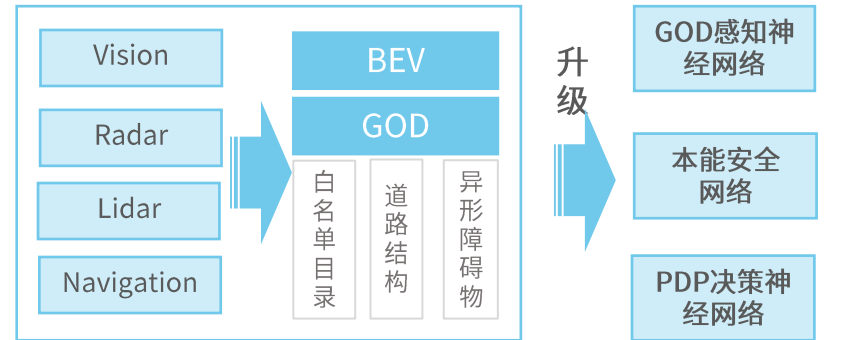 Vision
Radar
Lidar
Navigation
BEV
GOD
白名单目录
道路结构
异形障碍物
升级
GOD感知神
经网络
本能安全
网络
PDP决策神
经网络